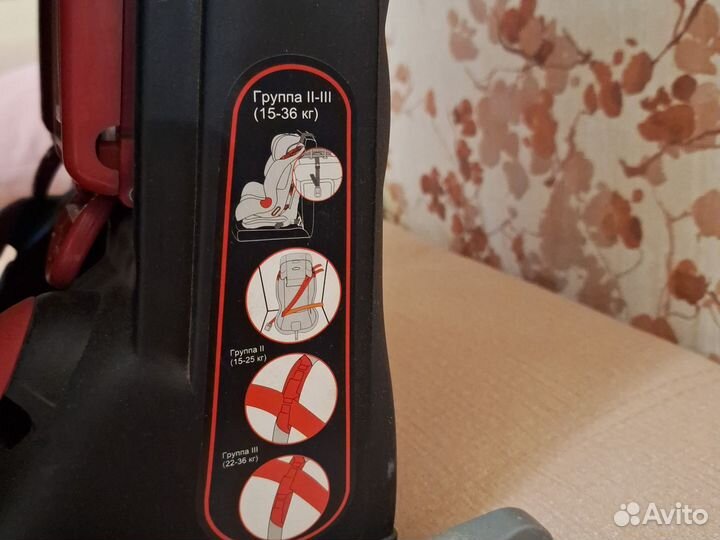 Группа II-III
(15-36 кг)
Группа II
(15-25 кг)
Группа III
(22-36 кг)
Avito